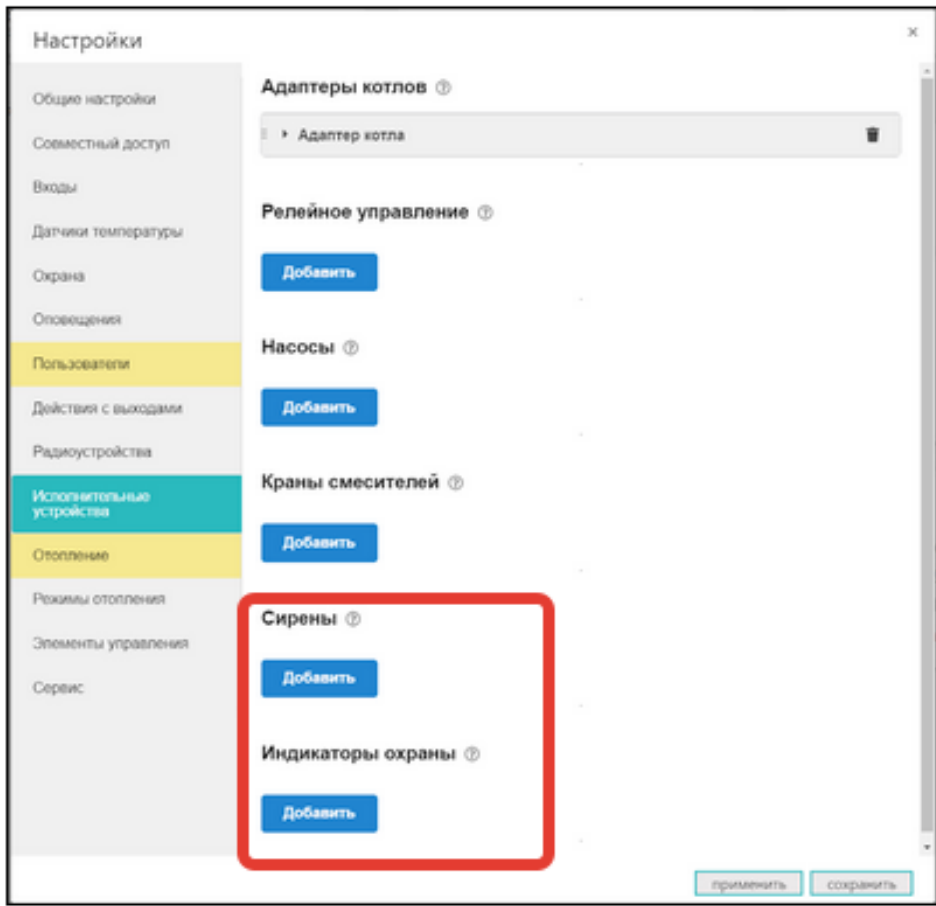 Настройки
Общие настройки
Совместный доступ
Входы
Датчики температуры
Охрана
Оповещения
Пользователи
Действия с выходами
Радиоустройства
Исполнительные
устройства
Отопление
Режимы отопления
Элементы управления
Сервис
Адаптеры котлов
Адаптер котла
Релейное управление
Добавить
Насосы
Добавить
Краны смесителей
Добавить
Сирены
Добавить
Индикаторы охраны
Добавить
применить
сохранить